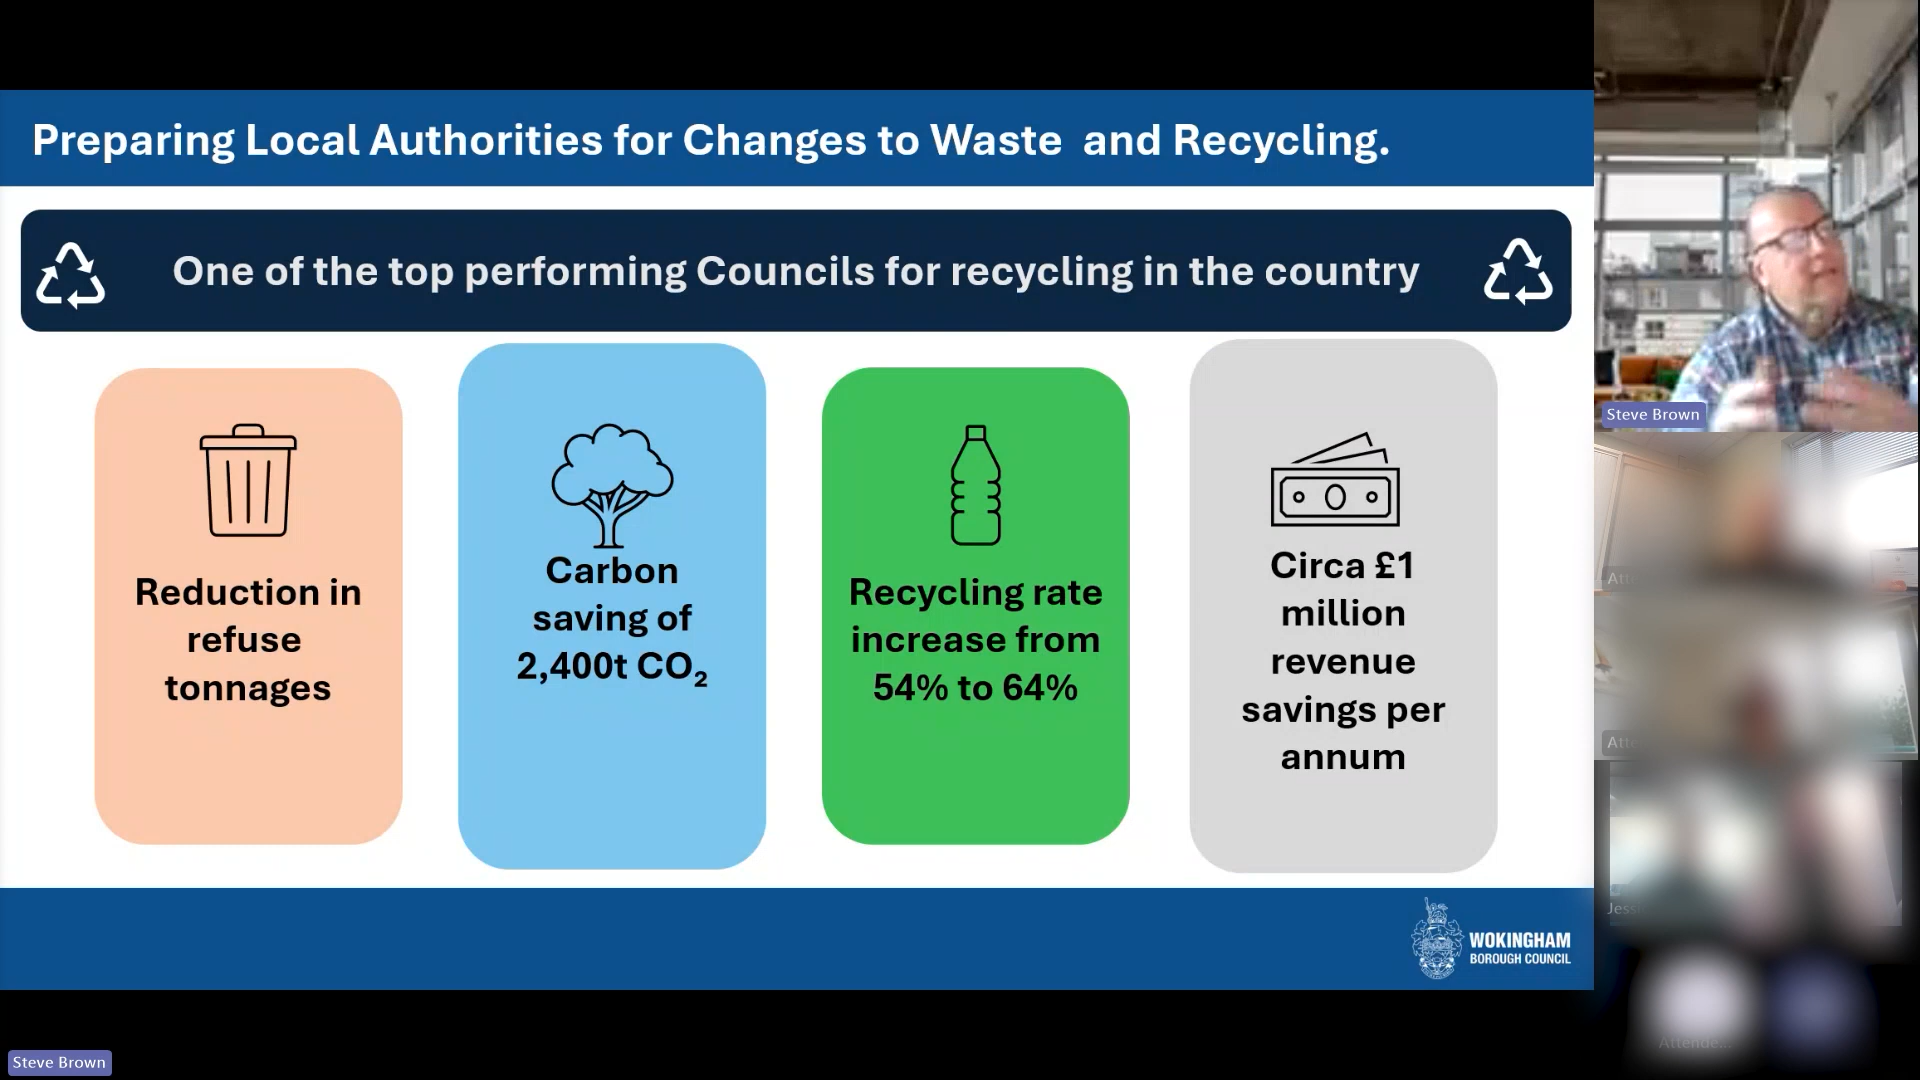 Preparing Local Authorities for Changes to Waste and Recycling.
One of the top performing Councils for recycling in the country
Reduction in
refuse
tonnages
Carbon
saving of
2,400t CO₂
Recycling rate
increase from
54% to 64%
Circa £1
million
revenue
savings per
annum
WOKINGHAM
BOROUGH COUNCIL
Steve Brown
Steve Brown